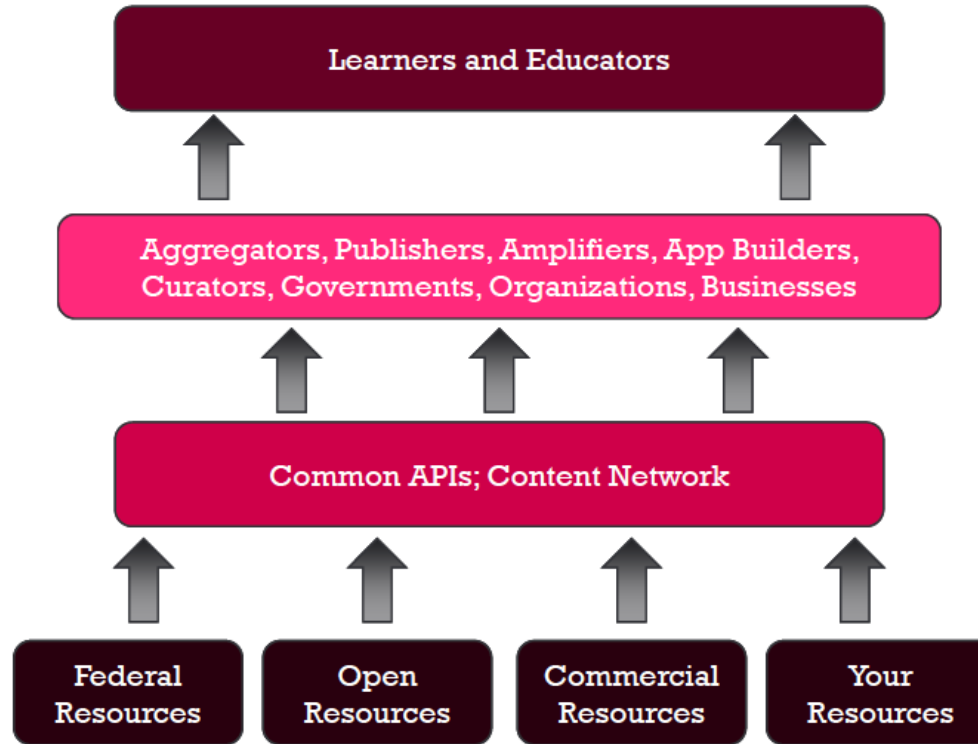 Learners and Educators
Aggregators, Publishers, Amplifiers, App Builders,
Curators, Governments, Organizations, Businesses
Common APIs; Content Network
Federal
Resources
Open
Resources
Commercial
Resources
Your
Resources